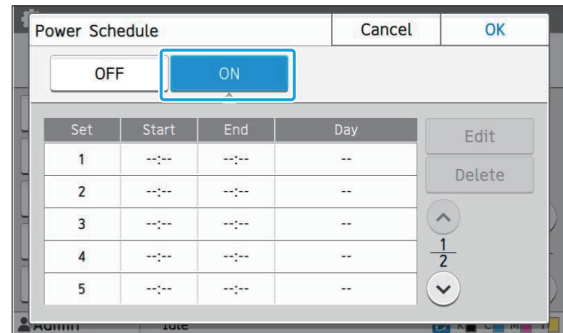 Power Schedule Cancel OK
OFF ON
Set Start End Day Edit
1 --:-- --:-- --
Delete
2 --:-- --:-- --
3 --:-- --:-- --
4 --:-- --:-- -- 1
2
5 --:-- --:-- --
Admin Idle K C M Y